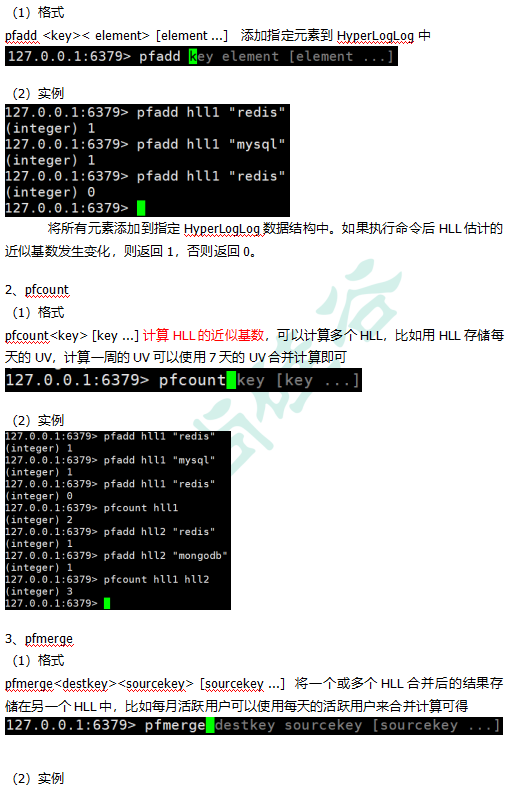 （1）格式
pfadd <key>< element> [element ...]   添加指定元素到 HyperLogLog 中
127.0.0.1:6379> pfadd key element [element ...]
（2）实例
127.0.0.1:6379> pfadd hll1 "redis"
(integer) 1
127.0.0.1:6379> pfadd hll1 "mysql"
(integer) 1
127.0.0.1:6379> pfadd hll1 "redis"
(integer) 0
127.0.0.1:6379>
将所有元素添加到指定 HyperLogLog 数据结构中。如果执行命令后 HLL 估计的
近似基数发生变化，则返回 1，否则返回 0。
2、pfcount
（1）格式
pfcount<key> [key ...] 计算 HLL 的近似基数，可以计算多个 HLL，比如用 HLL 存储每
天的 UV，计算一周的 UV 可以使用 7 天的 UV 合并计算即可
127.0.0.1:6379> pfcount key [key ...]
（2）实例
127.0.0.1:6379> pfadd hll1 "redis"
(integer) 1
127.0.0.1:6379> pfadd hll1 "mysql"
(integer) 1
127.0.0.1:6379> pfadd hll1 "redis"
(integer) 0
127.0.0.1:6379> pfcount hll1
(integer) 2
127.0.0.1:6379> pfadd hll2 "redis"
(integer) 1
127.0.0.1:6379> pfadd hll2 "mongodb"
(integer) 1
127.0.0.1:6379> pfcount hll1 hll2
(integer) 3
127.0.0.1:6379>
3、pfmerge
（1）格式
pfmerge<destkey><sourcekey> [sourcekey ...]  将一个或多个 HLL 合并后的结果存
储在另一个 HLL 中，比如每月活跃用户可以使用每天的活跃用户来合并计算可得
127.0.0.1:6379> pfmerge destkey sourcekey [sourcekey ...]
（2）实例
尚硅谷